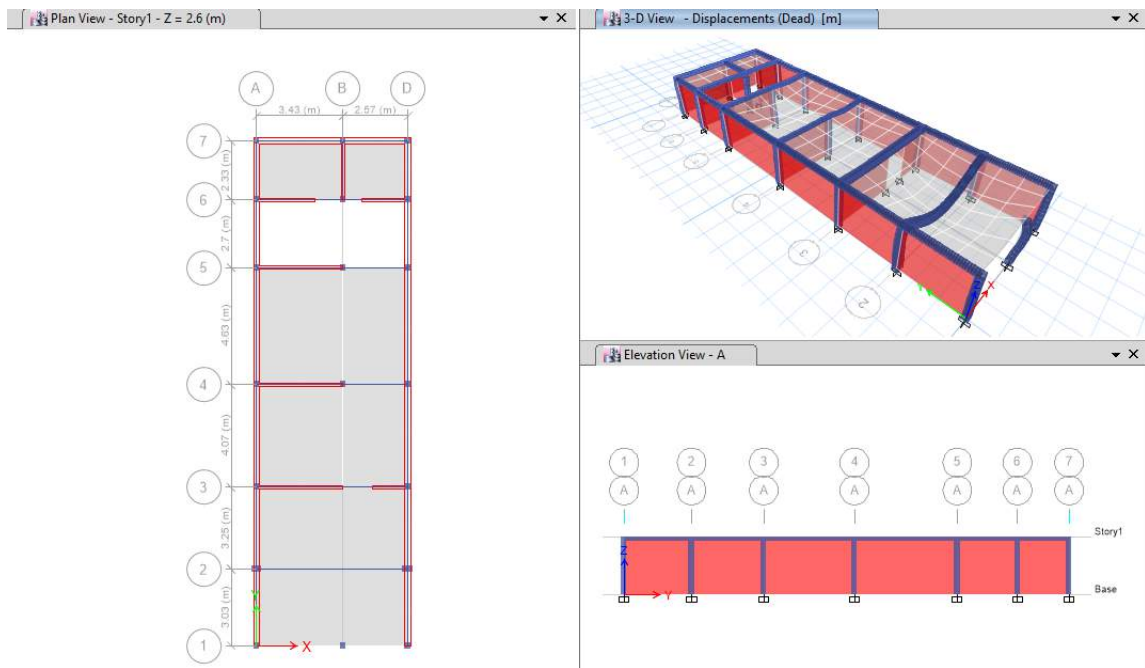 Plan View - Story1 - Z = 2.6 (m)
A
B
D
3.43 (m)
2.57 (m)
7
2.33 (m)
6
2.7 (m)
5
4.63 (m)
4
4.07 (m)
3
3.25 (m)
2
3.03 (m)
1
Y
X
3-D View - Displacements (Dead) [m]
3
2
Y
Z
X
Elevation View - A
1
2
3
4
5
6
7
A
A
A
A
A
A
A
Story1
Z
Base
Y